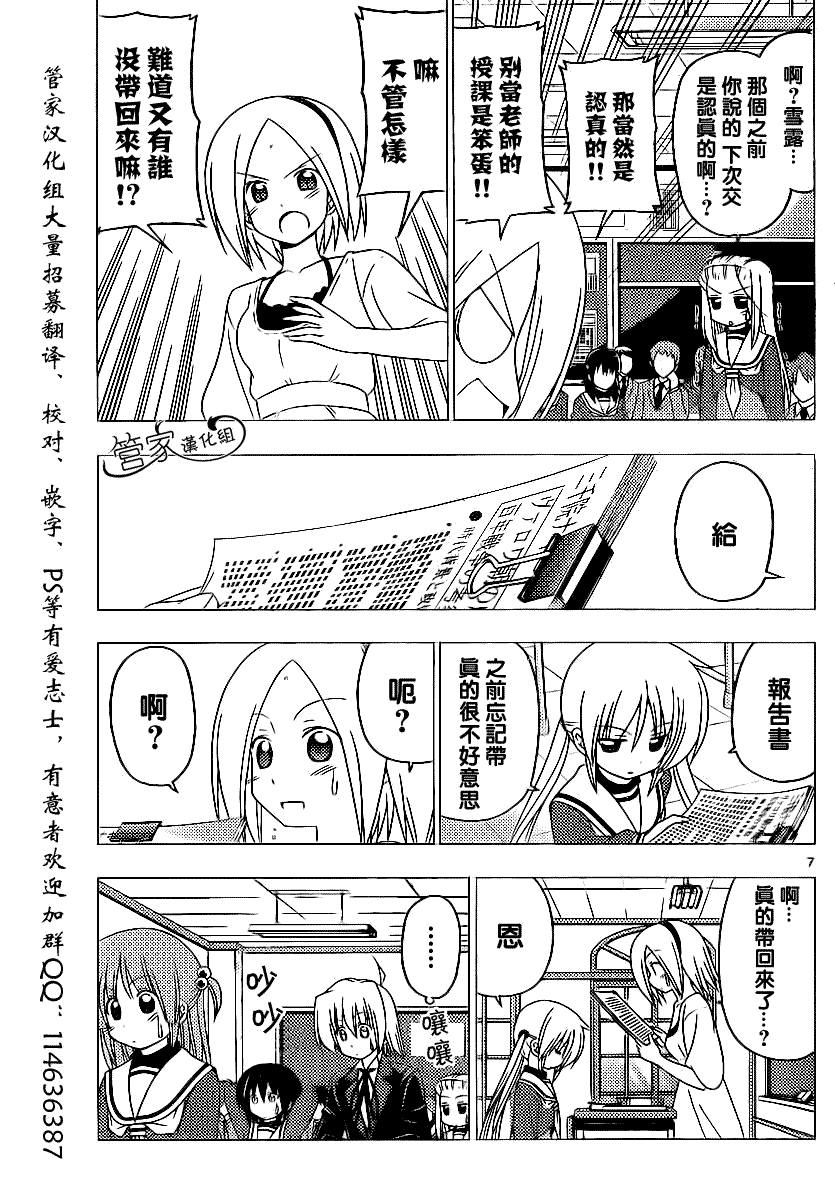 啊?雪露…
那個之前
你說的 下次交
是認眞的啊…?
那當然是
認真的!!
别當老師的
授課是笨蛋!!
嘛
不管怎樣
難道又有誰
没帶回來嘛
!?
管家
漢化組
給
報告書
之前忘記帶
眞的很不好意思
呃?
啊?
7
啊…
眞的帶回來了…?
恩
……
吵吵
嚷嚷
管家汉化组大量招募翻译、校对、嵌字、PS等有爱志士，有意者欢迎加群QQ：114636387